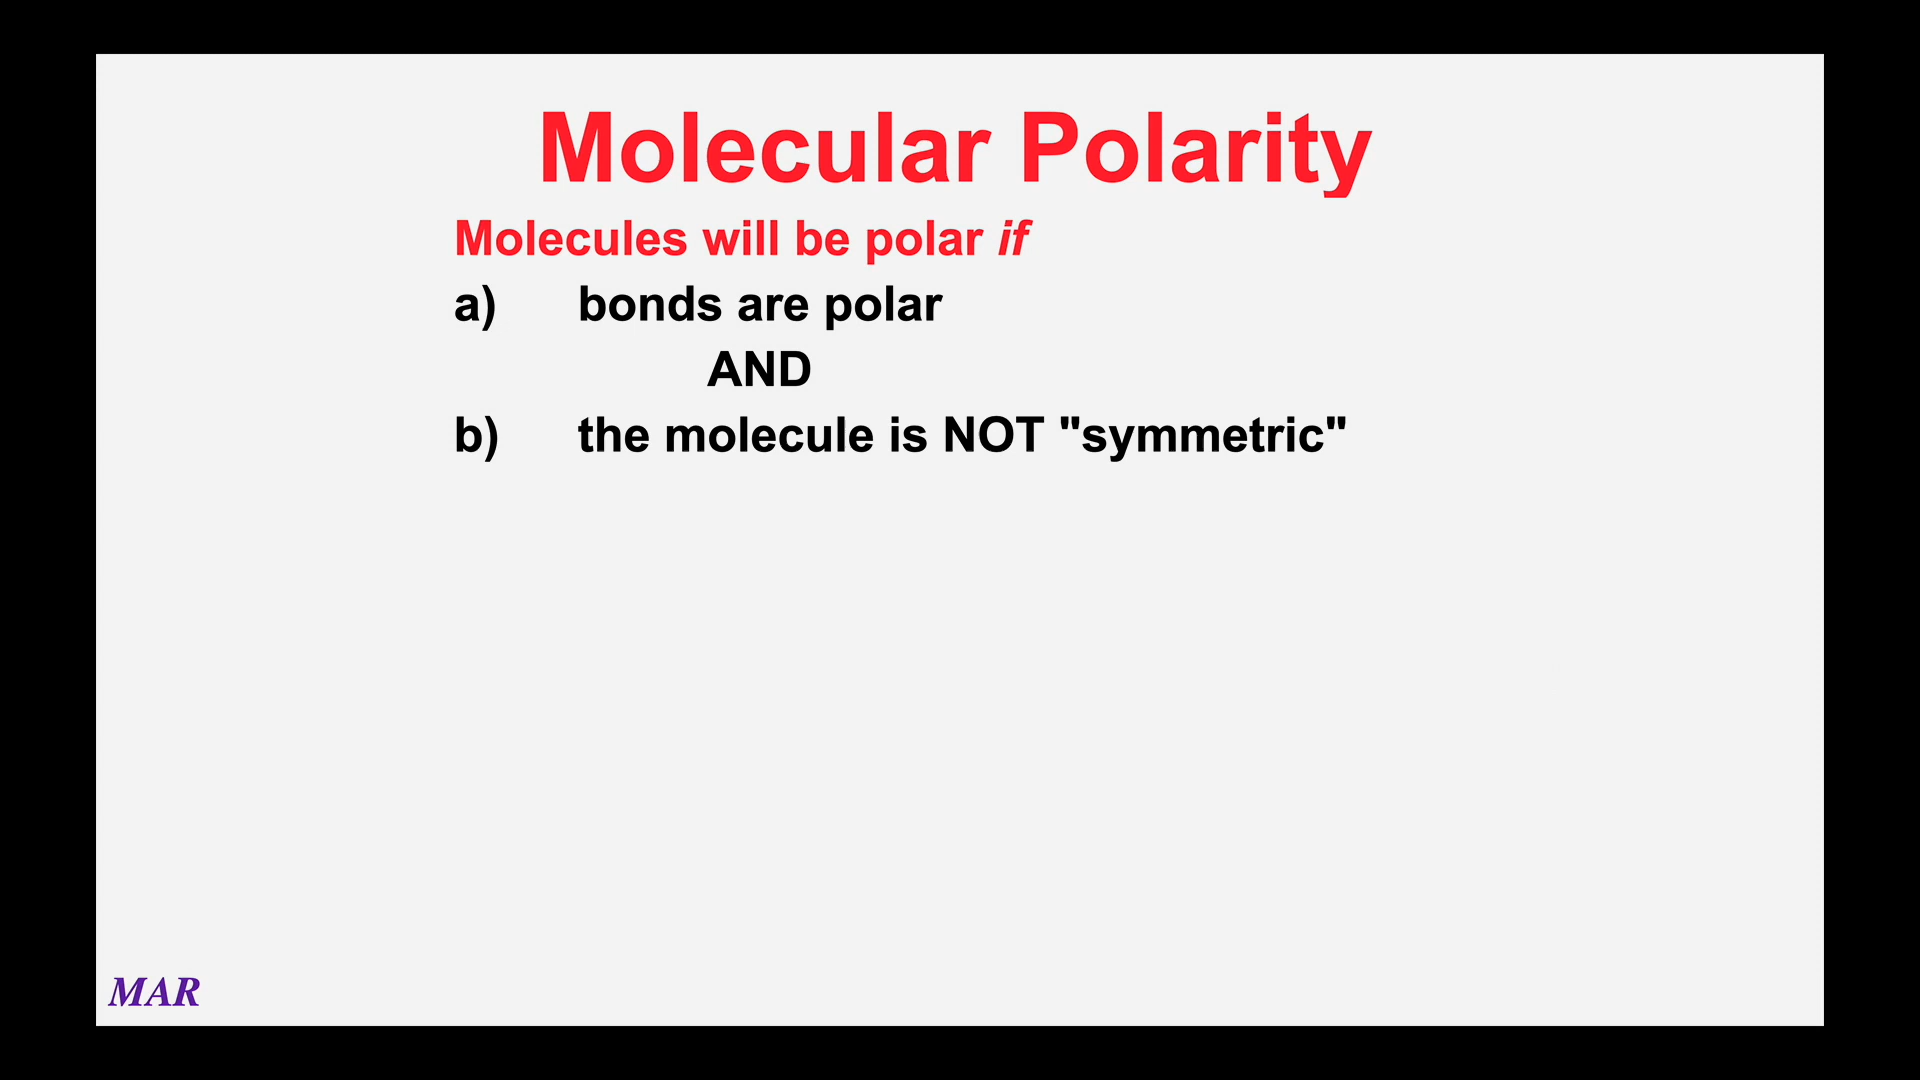 Molecular Polarity
Molecules will be polar if
a) bonds are polar
AND
b) the molecule is NOT "symmetric"
MAR